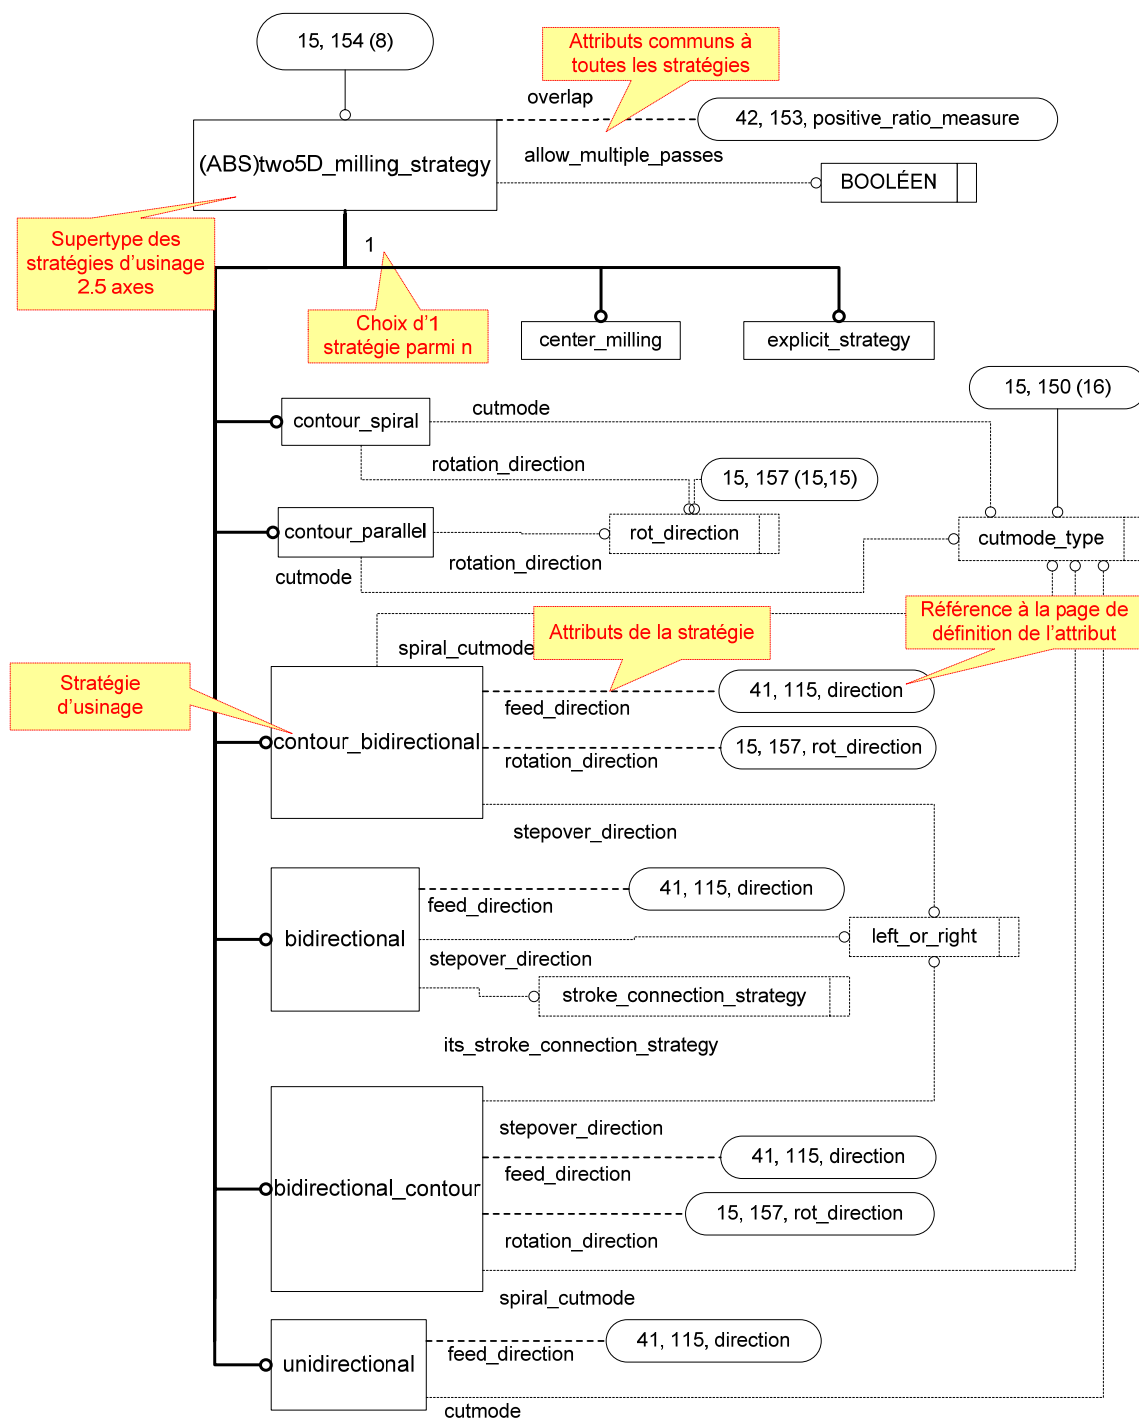 15, 154 (8)
Attributs communs à
toutes les stratégies
overlap
42, 153, positive_ratio_measure
(ABS)two5D_milling_strategy
allow_multiple_passes
BOOLÉEN
Supertype des
stratégies d'usinage
2.5 axes
1
Choix d'1
stratégie parmi n
center_milling
explicit_strategy
15, 150 (16)
contour_spiral
cutmode
rotation_direction
15, 157 (15,15)
contour_parallel
rot_direction
cutmode_type
rotation_direction
cutmode
Attributs de la stratégie
Référence à la page de
définition de l'attribut
spiral_cutmode
Stratégie
d'usinage
41, 115, direction
feed_direction
contour_bidirectional
15, 157, rot_direction
rotation_direction
stepover_direction
41, 115, direction
feed_direction
bidirectional
left_or_right
stepover_direction
stroke_connection_strategy
its_stroke_connection_strategy
stepover_direction
41, 115, direction
feed_direction
bidirectional_contour
15, 157, rot_direction
rotation_direction
spiral_cutmode
41, 115, direction
feed_direction
unidirectional
cutmode